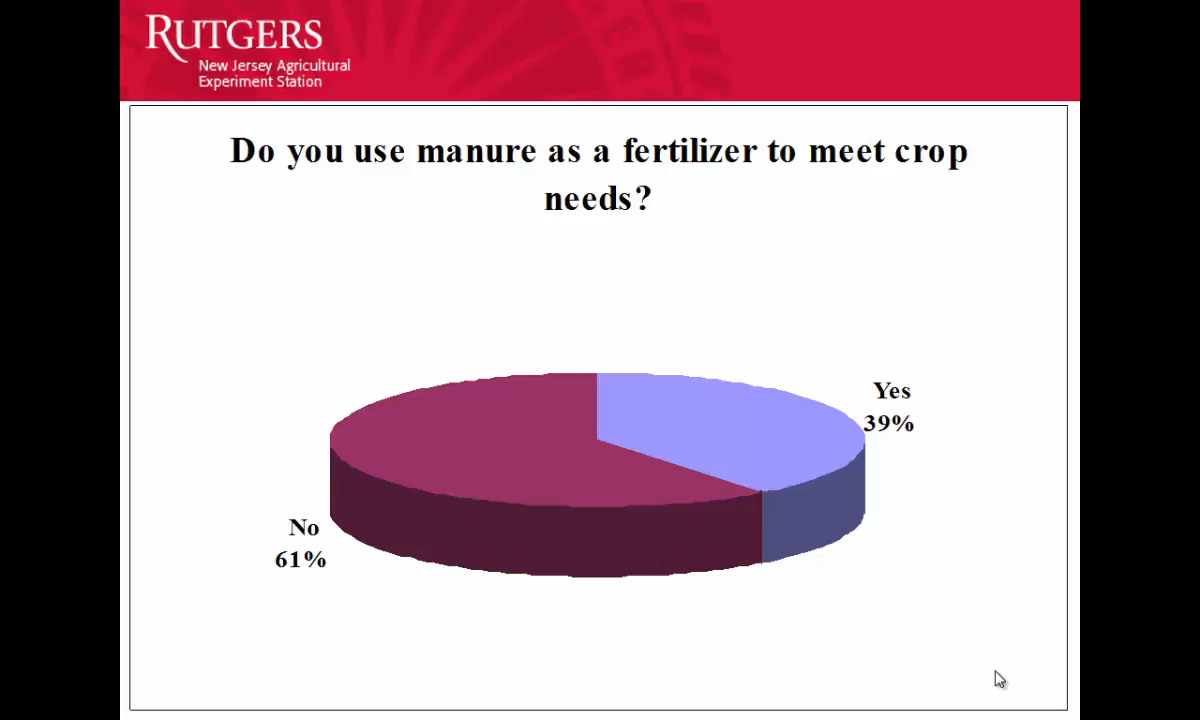 RUTGERS
New Jersey Agricultural
Experiment Station
Do you use manure as a fertilizer to meet crop
needs?
Yes
39%
No
61%